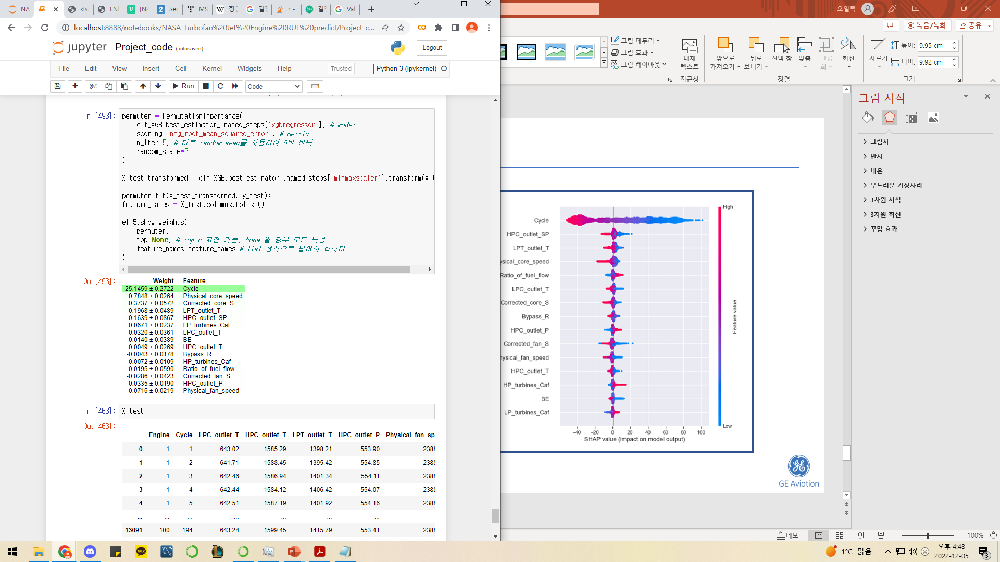 NA
xlsx
FNI
[NZ
Sec
MS
항공
결정
r -
결정
Val
localhost:8888/notebooks/NASA_Turbofan%20Jet%20Engine%20RUL%20predict/Project_c...
jupyter Project_code (autosaved)
Logout
File Edit View Insert Cell Kernel Widgets Help
Trusted
Python 3 (ipykernel)
Run
Code
In [493]:
permuter = PermutationImportance(
clf_XGB.best_estimator_.named_steps['xgbregressor'], # model
scoring='neg_root_mean_squared_error', # metric
n_iter=5, # 다른 random seed를 사용하여 5번 반복
random_state=2
)
X_test_transformed = clf_XGB.best_estimator_.named_steps['minmaxscaler'].transform(X_t
permuter.fit(X_test_transformed, y_test);
feature_names = X_test.columns.tolist()
eli5.show_weights(
permuter,
top=None, # top n 지정 가능, None 일 경우 모든 특성
feature_names=feature_names # list 형식으로 넣어야 합니다
)
Out [493]:
Weight Feature
25.1459 ± 0.2722 Cycle
0.7848 ± 0.0264 Physical_core_speed
0.3737 ± 0.0572 Corrected_core_S
0.1968 ± 0.0489 LPT_outlet_T
0.1639 ± 0.0867 HPC_outlet_SP
0.0671 ± 0.0237 LP_turbines_Caf
0.0320 ± 0.0361 LPC_outlet_T
0.0140 ± 0.0389 BE
0.0049 ± 0.0269 HPC_outlet_T
-0.0043 ± 0.0178 Bypass_R
-0.0072 ± 0.0109 HP_turbines_Caf
-0.0195 ± 0.0590 Ratio_of_fuel_flow
-0.0286 ± 0.0423 Corrected_fan_S
-0.0335 ± 0.0190 HPC_outlet_P
-0.0716 ± 0.0219 Physical_fan_speed
In [463]:
X_test
Out [463]:
Engine Cycle LPC_outlet_T HPC_outlet_T LPT_outlet_T HPC_outlet_P Physical_fan_sp
0 1 1 643.02 1585.29 1398.21 553.90 2388
1 1 2 641.71 1588.45 1395.42 554.85 2388
2 1 3 642.46 1586.94 1401.34 554.11 2388
3 1 4 642.44 1584.12 1406.42 554.07 2388
4 1 5 642.51 1587.19 1401.92 554.16 2388
... ... ... ... ... ... ...
13091 100 194 643.24 1599.45 1415.79 553.41 2388
오일택
녹음/녹화
공유
그림 테두리
그림 효과
그림 레이아웃
대체
텍스트
접근성
앞으로
가져오기
뒤로
보내기
선택 창
맞춤
그룹
화
회전
정렬
자르기
높이: 9.95 cm
너비: 9.92 cm
크기
그림 서식
그림자
반사
네온
부드러운 가장자리
3차원 서식
3차원 회전
꾸밈 효과
Cycle
HPC_outlet_SP
LPT_outlet_T
ysical_core_speed
Ratio_of_fuel_flow
LPC_outlet_T
Corrected_core_S
Bypass_R
HPC_outlet_P
Corrected_fan_S
hysical_fan_speed
HPC_outlet_T
HP_turbines_Caf
BE
LP_turbines_Caf
−40 −20 0 20 40 60 80 100
SHAP value (impact on model output)
High
Feature value
Low
GE Aviation
메모
100%
TALK
1°C 맑음
오후 4:48
2022-12-05
3